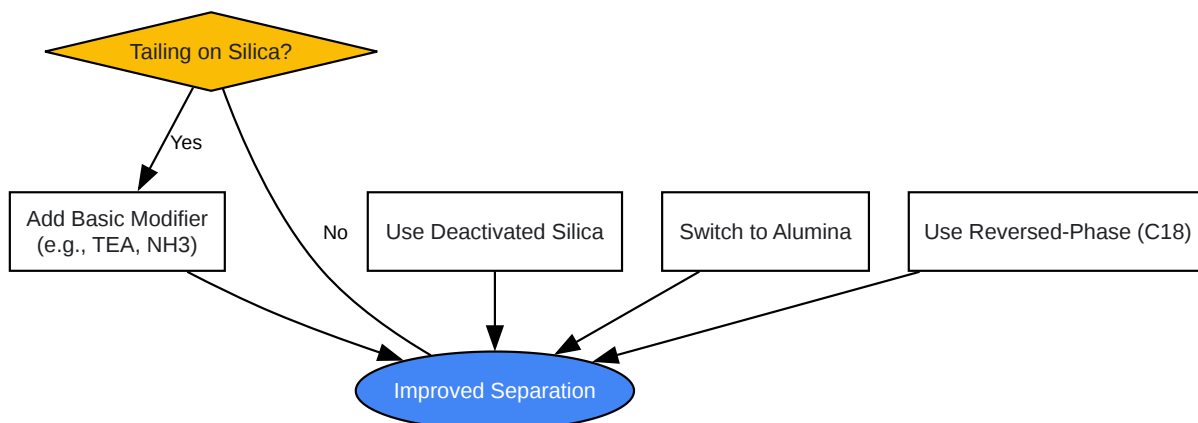 Tailing on Silica?
Yes
Add Basic Modifier
(e.g., TEA, NH3)
No
Use Deactivated Silica
Switch to Alumina
Use Reversed-Phase (C18)
Improved Separation